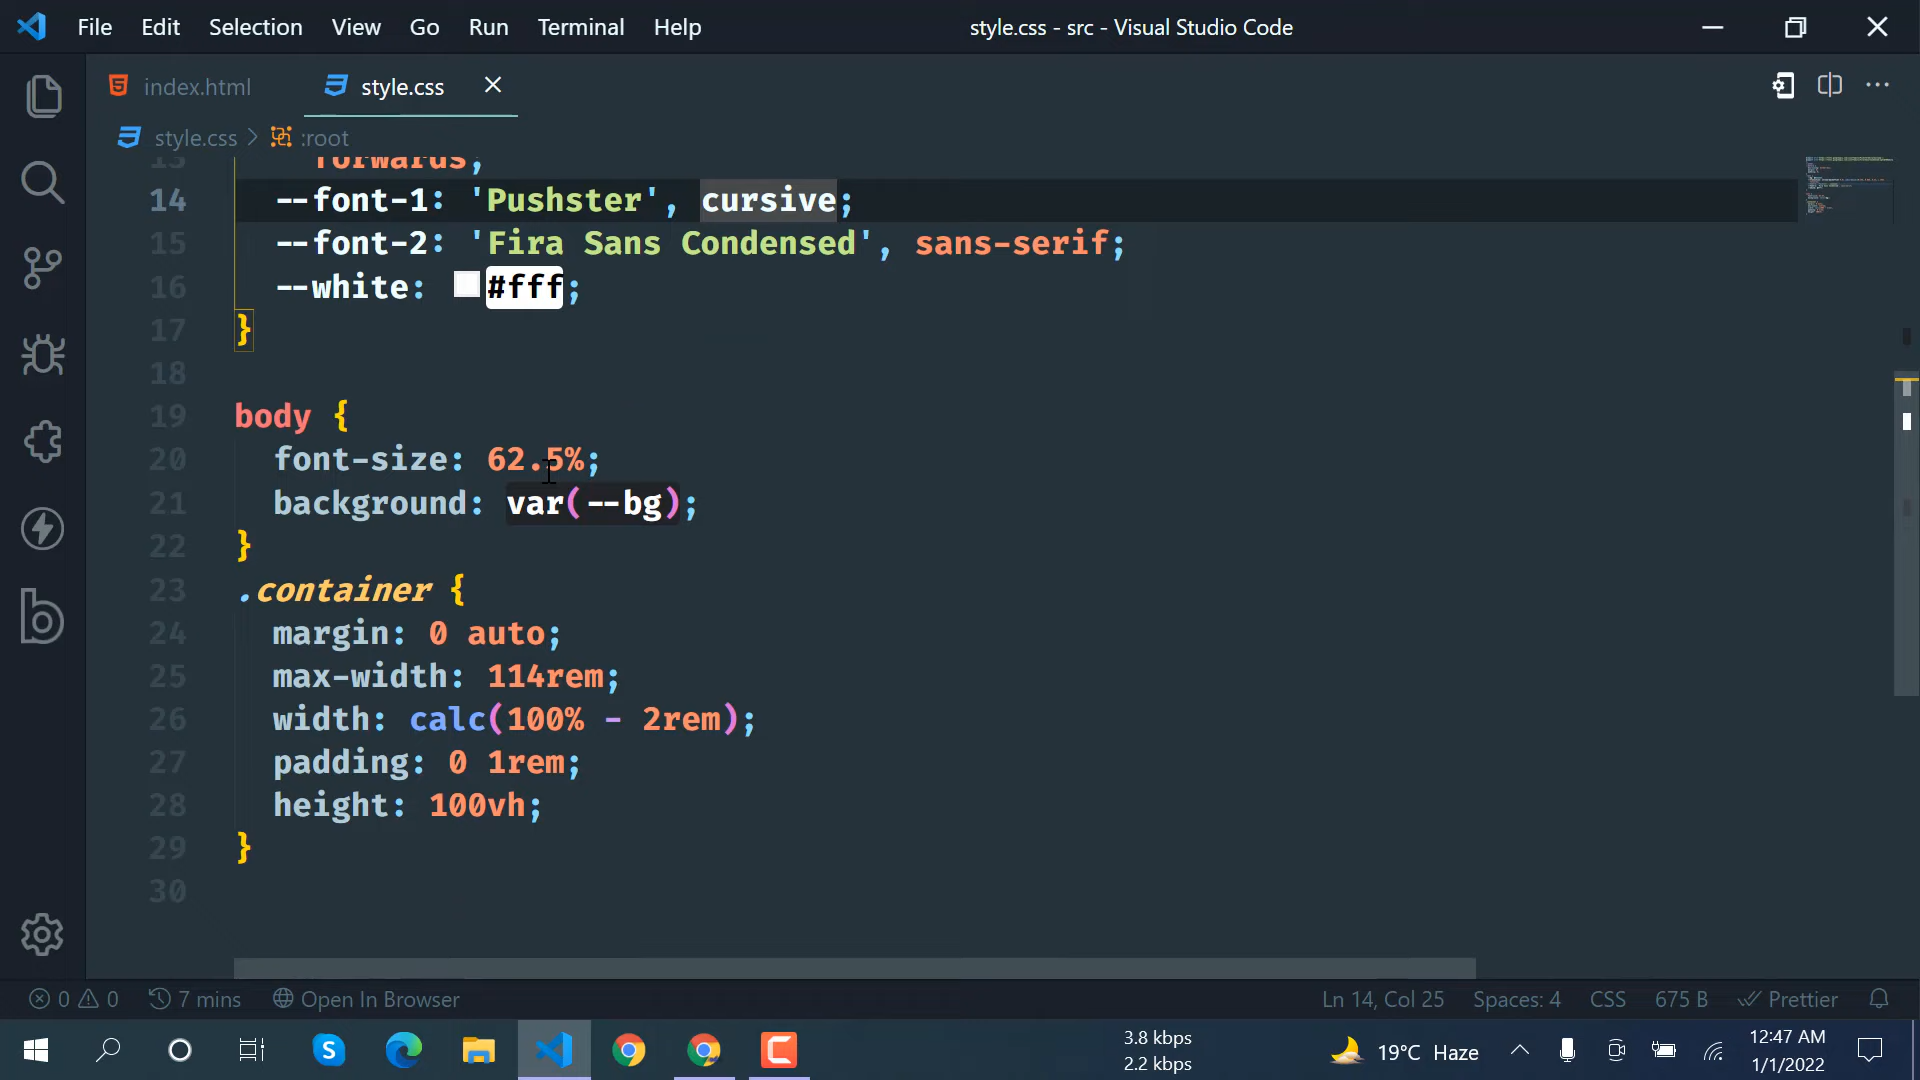 File Edit Selection View Go Run Terminal Help
style.css - src - Visual Studio Code
index.html
style.css
style.css > :root
13 forwards,
14 --font-1: 'Pushster', cursive;
15 --font-2: 'Fira Sans Condensed', sans-serif;
16 --white: #fff;
17 }
18
19 body {
20 font-size: 62.5%;
21 background: var(--bg);
22 }
23 .container {
24 margin: 0 auto;
25 max-width: 114rem;
26 width: calc(100% - 2rem);
27 padding: 0 1rem;
28 height: 100vh;
29 }
30
0 0 7 mins Open In Browser
Ln 14, Col 25 Spaces: 4 CSS 675 B Prettier
3.8 kbps
2.2 kbps
19°C Haze
12:47 AM
1/1/2022